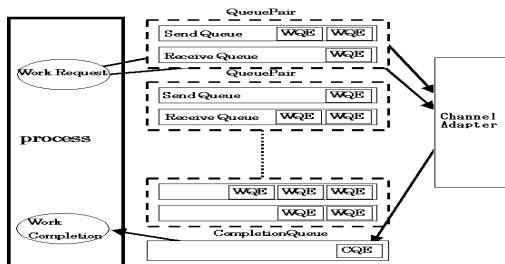 QueuePair
Send Queue WQE WQE
Receive Queue WQE
Work Request
QueuePair
Send Queue WQE
Receive Queue WQE WQE
process
Channel
Adapter
WQE WQE WQE
WQE WQE
Work
Completion
CompletionQueue
CQE